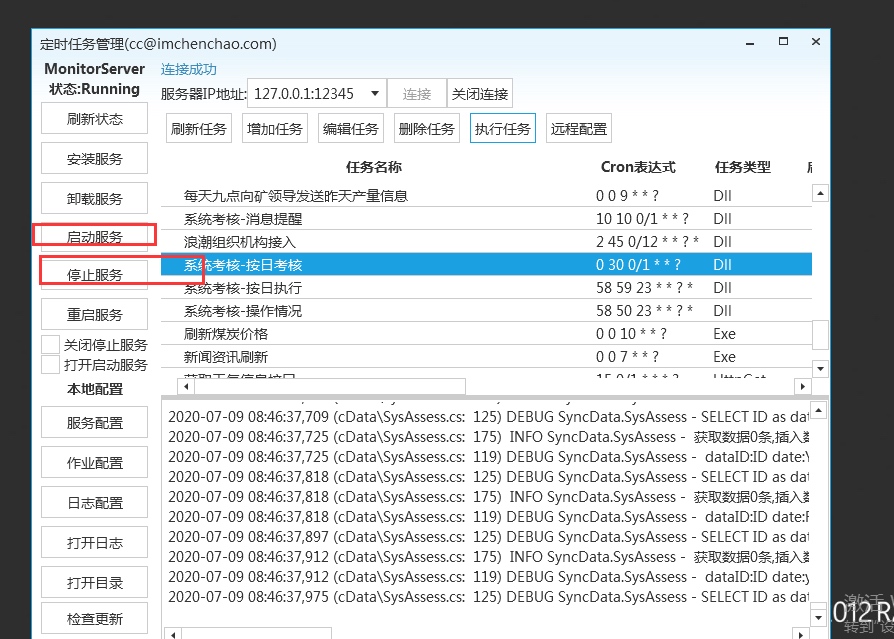 定时任务管理(cc@imchenchao.com)
MonitorServer
状态:Running
刷新状态
安装服务
卸载服务
启动服务
停止服务
重启服务
关闭停止服务
打开启动服务
本地配置
服务配置
作业配置
日志配置
打开日志
打开目录
检查更新
连接成功
服务器IP地址: 127.0.0.1:12345 连接 关闭连接
刷新任务 增加任务 编辑任务 删除任务 执行任务 远程配置
任务名称 Cron表达式 任务类型
每天九点向矿领导发送昨天产量信息 0 0 9 * * ? Dll
系统考核-消息提醒 10 10 0/1 * * ? Dll
浪潮组织机构接入 2 45 0/12 * * ? * Dll
系统考核-按日考核 0 30 0/1 * * ? Dll
系统考核-按日执行 58 59 23 * * ? * Dll
系统考核-操作情况 58 50 23 * * ? * Dll
刷新煤炭价格 0 0 10 * * ? Exe
新闻资讯刷新 0 0 7 * * ? Exe
获取天气信息接口 15 0/1 * * * ? HttpGet
2020-07-09 08:46:37,709 (cData\SysAssess.cs: 125) DEBUG SyncData.SysAssess - SELECT ID as dat
2020-07-09 08:46:37,725 (cData\SysAssess.cs: 175) INFO SyncData.SysAssess - 获取数据0条,插入数
2020-07-09 08:46:37,725 (cData\SysAssess.cs: 119) DEBUG SyncData.SysAssess - dataID:ID date:Y
2020-07-09 08:46:37,818 (cData\SysAssess.cs: 125) DEBUG SyncData.SysAssess - SELECT ID as dat
2020-07-09 08:46:37,818 (cData\SysAssess.cs: 175) INFO SyncData.SysAssess - 获取数据0条,插入数
2020-07-09 08:46:37,818 (cData\SysAssess.cs: 119) DEBUG SyncData.SysAssess - dataID:ID date:F
2020-07-09 08:46:37,897 (cData\SysAssess.cs: 125) DEBUG SyncData.SysAssess - SELECT ID as dat
2020-07-09 08:46:37,912 (cData\SysAssess.cs: 175) INFO SyncData.SysAssess - 获取数据0条,插入数
2020-07-09 08:46:37,912 (cData\SysAssess.cs: 119) DEBUG SyncData.SysAssess - dataID:ID date:y
2020-07-09 08:46:37,975 (cData\SysAssess.cs: 125) DEBUG SyncData.SysAssess - SELECT ID as dat
激活 W
012 R
转到"设